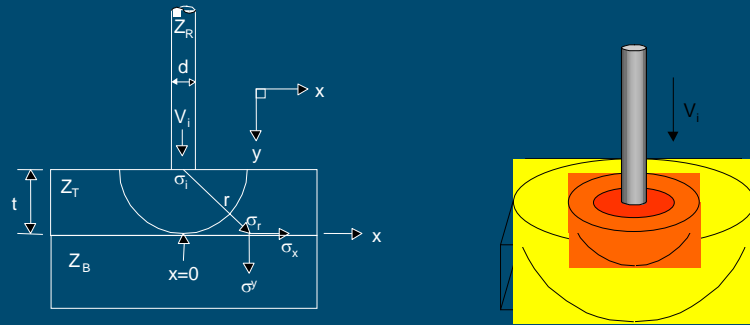 Z_R
d
x
V_i
y
Z_T
σ_i
t
r
σ_r
x
σ_x
Z_B
x=0
σ^y
V_i